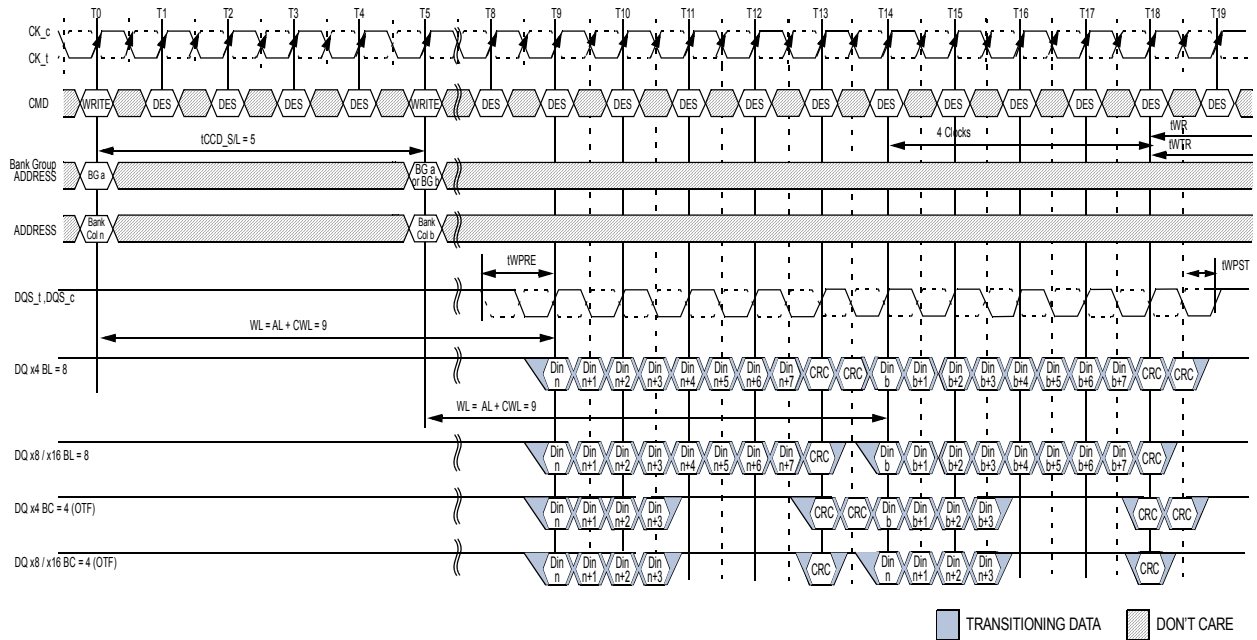 T0 T1 T2 T3 T4 T5 T8 T9 T10 T11 T12 T13 T14 T15 T16 T17 T18 T19
CK_c
CK_t
CMD WRITE DES DES DES DES WRITE DES DES DES DES DES DES DES DES DES DES DES DES
tCCD_S/L = 5
4 Clocks
tWR
tWTR
Bank Group
ADDRESS
BG a
BG a
or BG b
ADDRESS
Bank
Col n
Bank
Col b
tWPRE
tWPST
DQS_t ,DQS_c
WL = AL + CWL = 9
DQ x4 BL = 8
Din n Din n+1 Din n+2 Din n+3 Din n+4 Din n+5 Din n+6 Din n+7 CRC CRC Din b Din b+1 Din b+2 Din b+3 Din b+4 Din b+5 Din b+6 Din b+7 CRC CRC
WL = AL + CWL = 9
DQ x8 / x16 BL = 8
Din n Din n+1 Din n+2 Din n+3 Din n+4 Din n+5 Din n+6 Din n+7 CRC Din b Din b+1 Din b+2 Din b+3 Din b+4 Din b+5 Din b+6 Din b+7 CRC
DQ x4 BC = 4 (OTF)
Din n Din n+1 Din n+2 Din n+3 CRC CRC Din b Din b+1 Din b+2 Din b+3 CRC CRC
DQ x8 / x16 BC = 4 (OTF)
Din n Din n+1 Din n+2 Din n+3 CRC Din n Din n+1 Din n+2 Din n+3 CRC
TRANSITIONING DATA
DON'T CARE